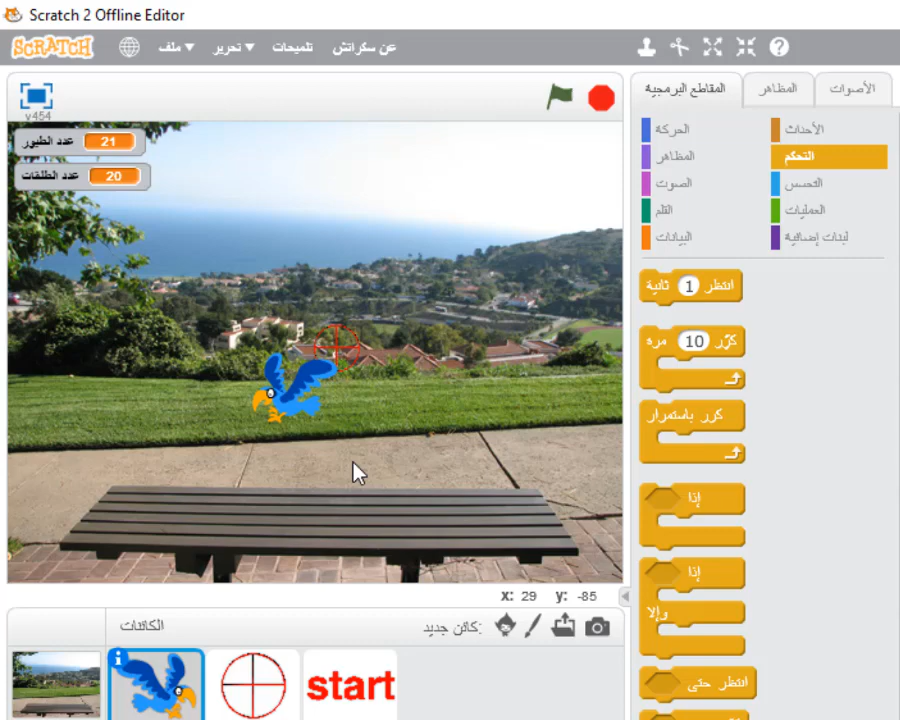 Scratch 2 Offline Editor
SCRATCH
ملف ▼ تحرير ▼ تلميحات عن سكراتش
v454
عدد الطيور 21
عدد الطلقات 20
x: 29 y: -85
الكائنات
كائن جديد:
start
المقاطع البرمجية المظاهر الأصوات
الحركة الأحداث
المظاهر التحكم
الصوت التحسس
القلم العمليات
البيانات لبنات إضافية
انتظر 1 ثانية
كرّر 10 مرة
كرر باستمرار
إذا
إذا
وإلا
انتظر حتى